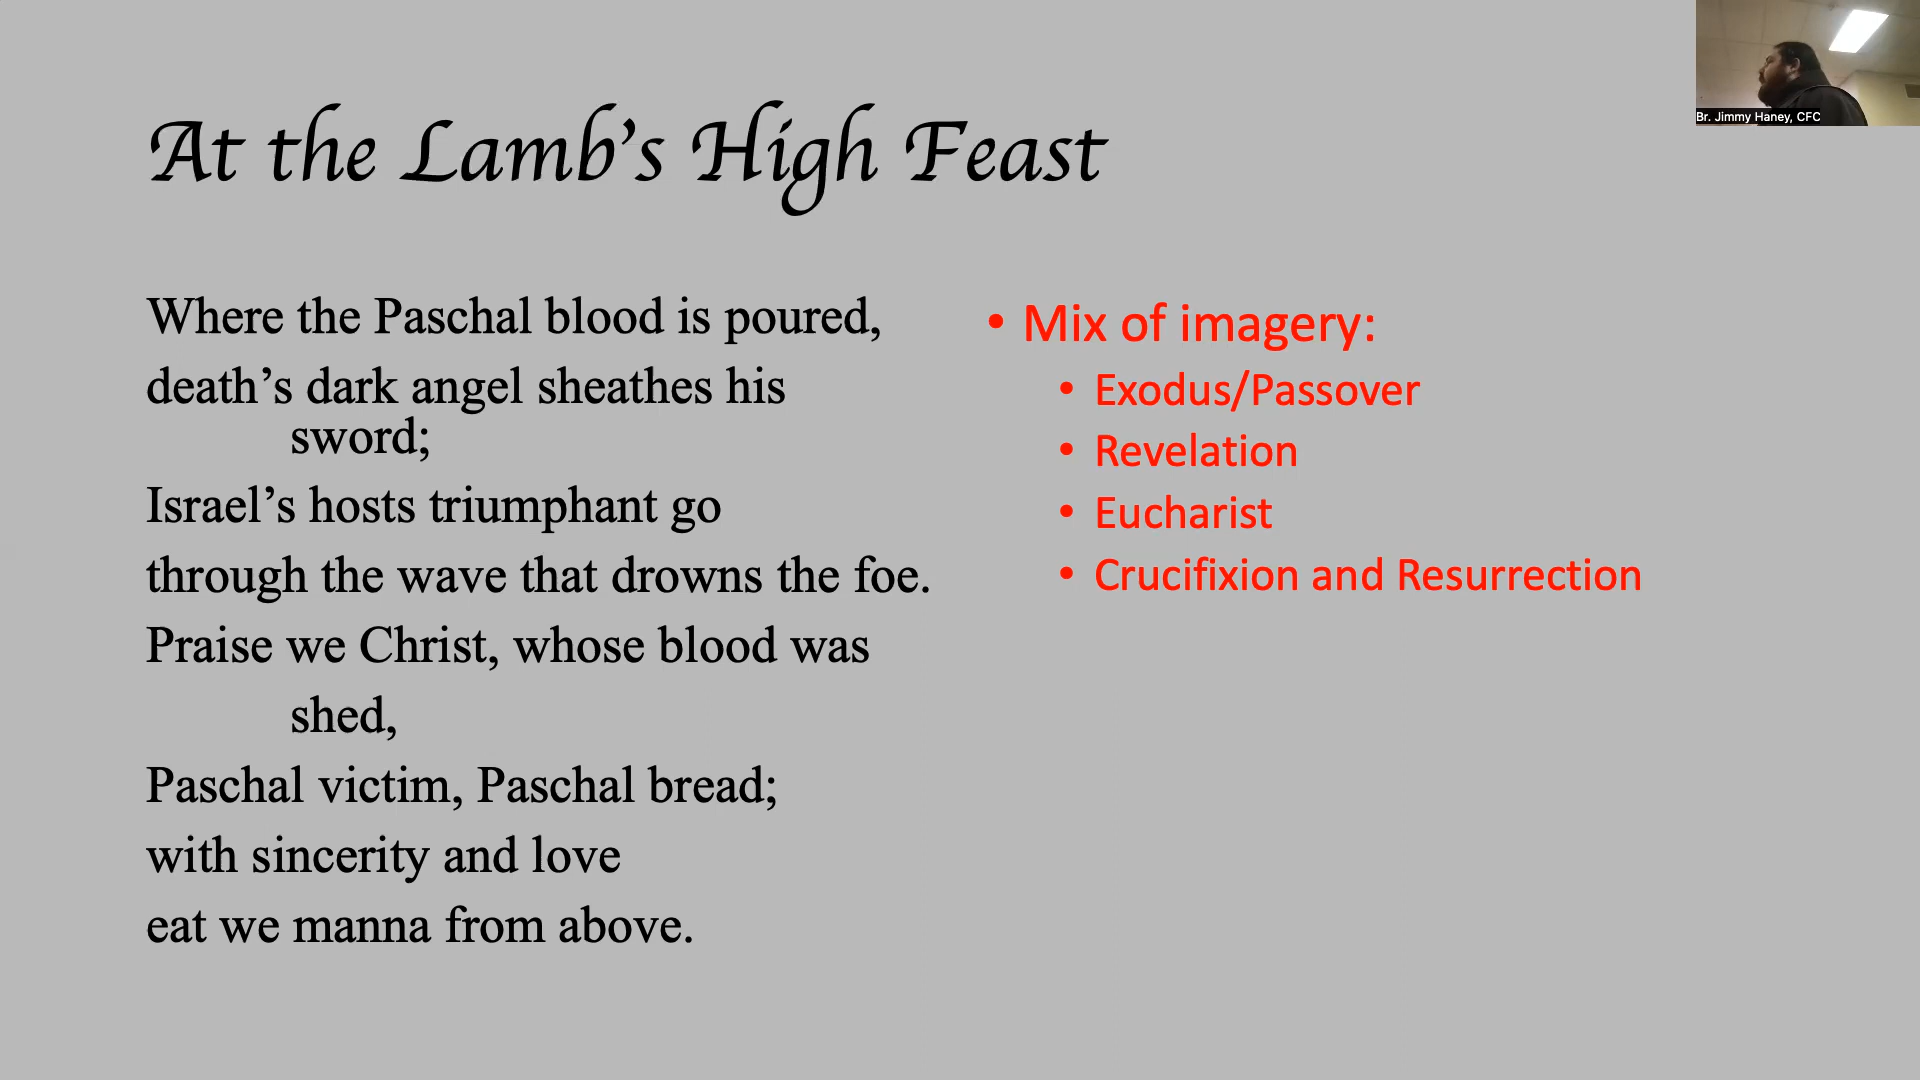 At the Lamb’s High Feast
Where the Paschal blood is poured,
death’s dark angel sheathes his
sword;
Israel’s hosts triumphant go
through the wave that drowns the foe.
Praise we Christ, whose blood was
shed,
Paschal victim, Paschal bread;
with sincerity and love
eat we manna from above.
• Mix of imagery:
• Exodus/Passover
• Revelation
• Eucharist
• Crucifixion and Resurrection
Br. Jimmy Haney, CFC